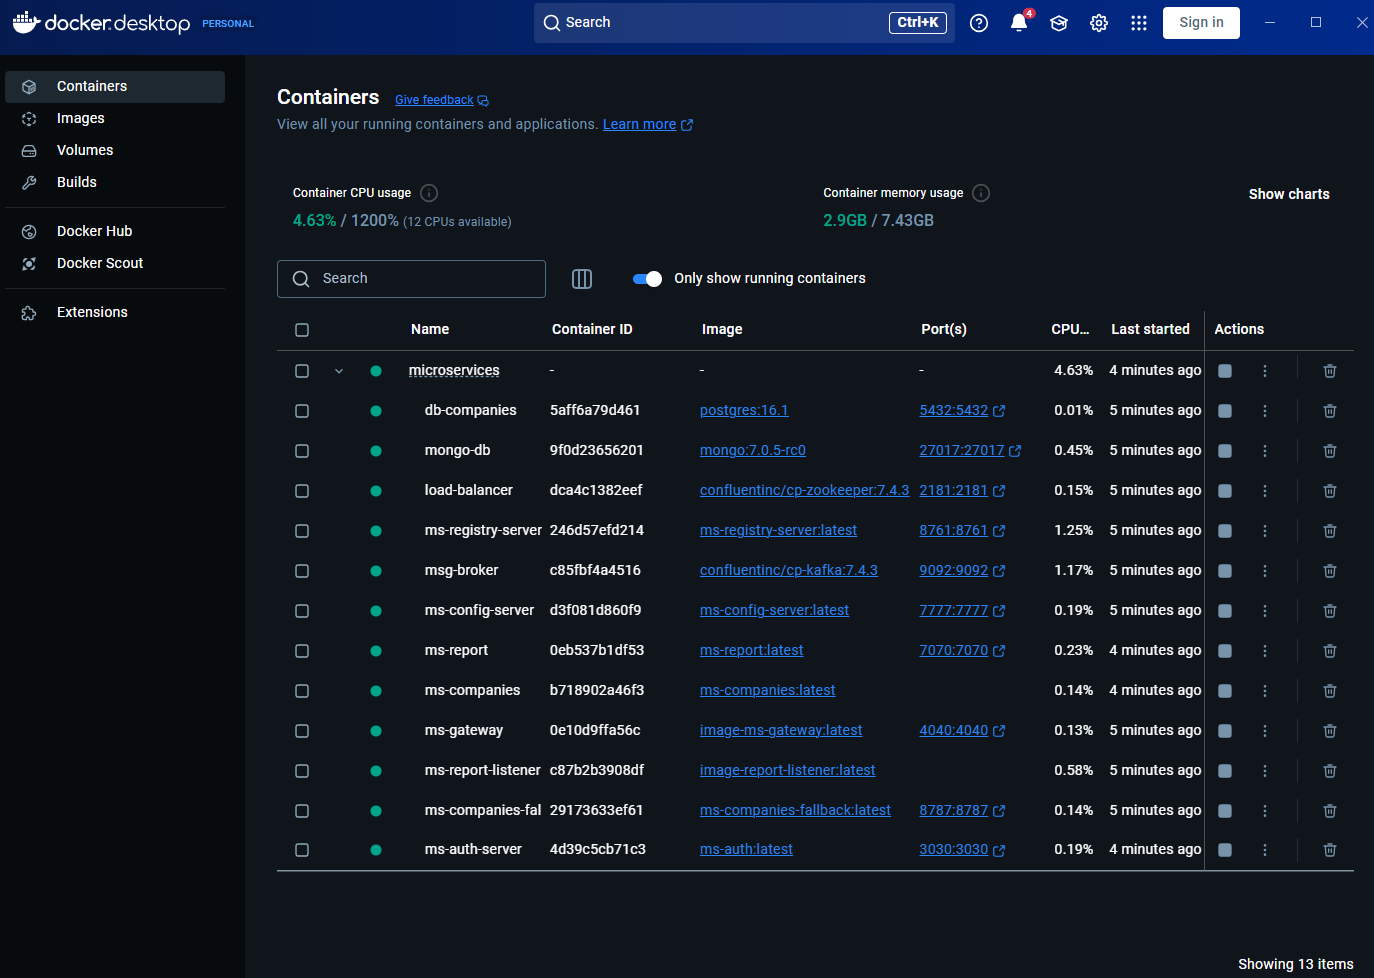 docker.desktop PERSONAL
Search Ctrl+K 4 Sign in
Containers
Images
Volumes
Builds
Docker Hub
Docker Scout
Extensions
Containers Give feedback
View all your running containers and applications. Learn more
Container CPU usage Container memory usage Show charts
4.63% / 1200% (12 CPUs available) 2.9GB / 7.43GB
Search Only show running containers
Name Container ID Image Port(s) CPU... Last started Actions
microservices - - - 4.63% 4 minutes ago
db-companies 5aff6a79d461 postgres:16.1 5432:5432 0.01% 5 minutes ago
mongo-db 9f0d23656201 mongo:7.0.5-rc0 27017:27017 0.45% 5 minutes ago
load-balancer dca4c1382eef confluentinc/cp-zookeeper:7.4.3 2181:2181 0.15% 5 minutes ago
ms-registry-server 246d57efd214 ms-registry-server:latest 8761:8761 1.25% 5 minutes ago
msg-broker c85fbf4a4516 confluentinc/cp-kafka:7.4.3 9092:9092 1.17% 5 minutes ago
ms-config-server d3f081d860f9 ms-config-server:latest 7777:7777 0.19% 5 minutes ago
ms-report 0eb537b1df53 ms-report:latest 7070:7070 0.23% 4 minutes ago
ms-companies b718902a46f3 ms-companies:latest 0.14% 4 minutes ago
ms-gateway 0e10d9ffa56c image-ms-gateway:latest 4040:4040 0.13% 5 minutes ago
ms-report-listener c87b2b3908df image-report-listener:latest 0.58% 5 minutes ago
ms-companies-fal 29173633ef61 ms-companies-fallback:latest 8787:8787 0.14% 5 minutes ago
ms-auth-server 4d39c5cb71c3 ms-auth:latest 3030:3030 0.19% 4 minutes ago
Showing 13 items